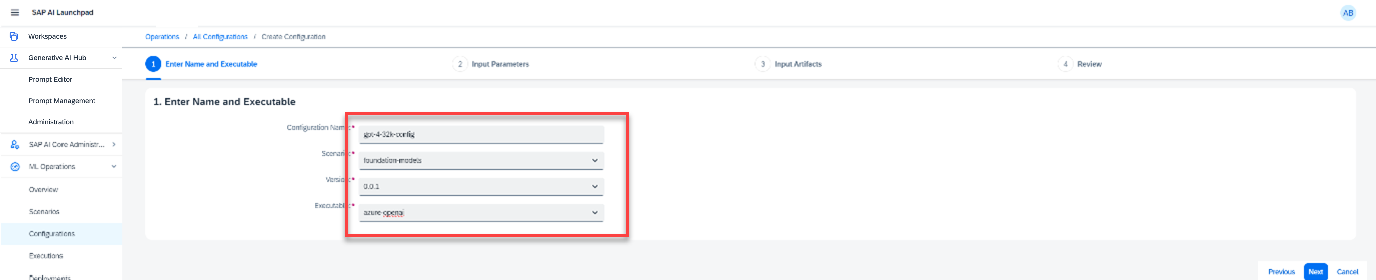 SAP AI Launchpad
AB
Workspaces
Operations / All Configurations / Create Configuration
Generative AI Hub
1 Enter Name and Executable
2 Input Parameters
3 Input Artifacts
4 Review
Prompt Editor
Prompt Management
Administration
SAP AI Core Administr...
ML Operations
Overview
Scenarios
Configurations
Executions
Deployments
1. Enter Name and Executable
Configuration Name:*
gpt-4-32k-config
Scenario:*
foundation-models
Version:*
0.0.1
Executable:*
azure-openai
Previous
Next
Cancel